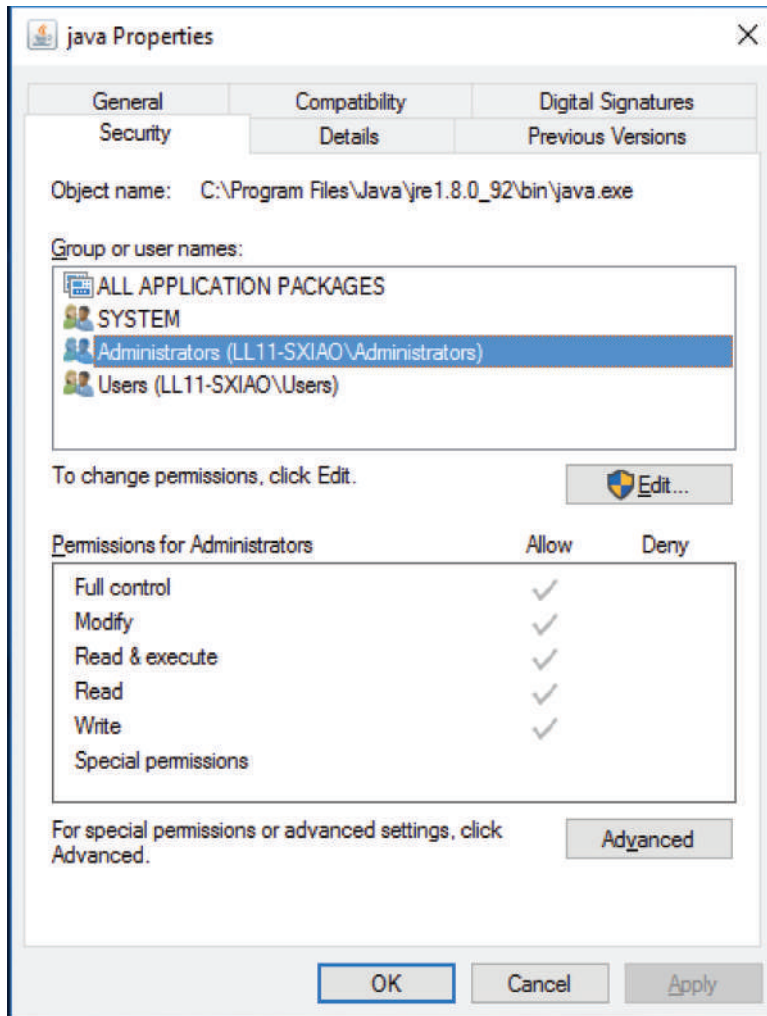 java Properties
General Compatibility Digital Signatures
Security Details Previous Versions
Object name: C:\Program Files\Java\jre1.8.0_92\bin\java.exe
Group or user names:
ALL APPLICATION PACKAGES
SYSTEM
Administrators (LL11-SXIAO\Administrators)
Users (LL11-SXIAO\Users)
To change permissions, click Edit.
Edit...
Permissions for Administrators Allow Deny
Full control
Modify
Read & execute
Read
Write
Special permissions
For special permissions or advanced settings, click
Advanced.
Advanced
OK Cancel Apply